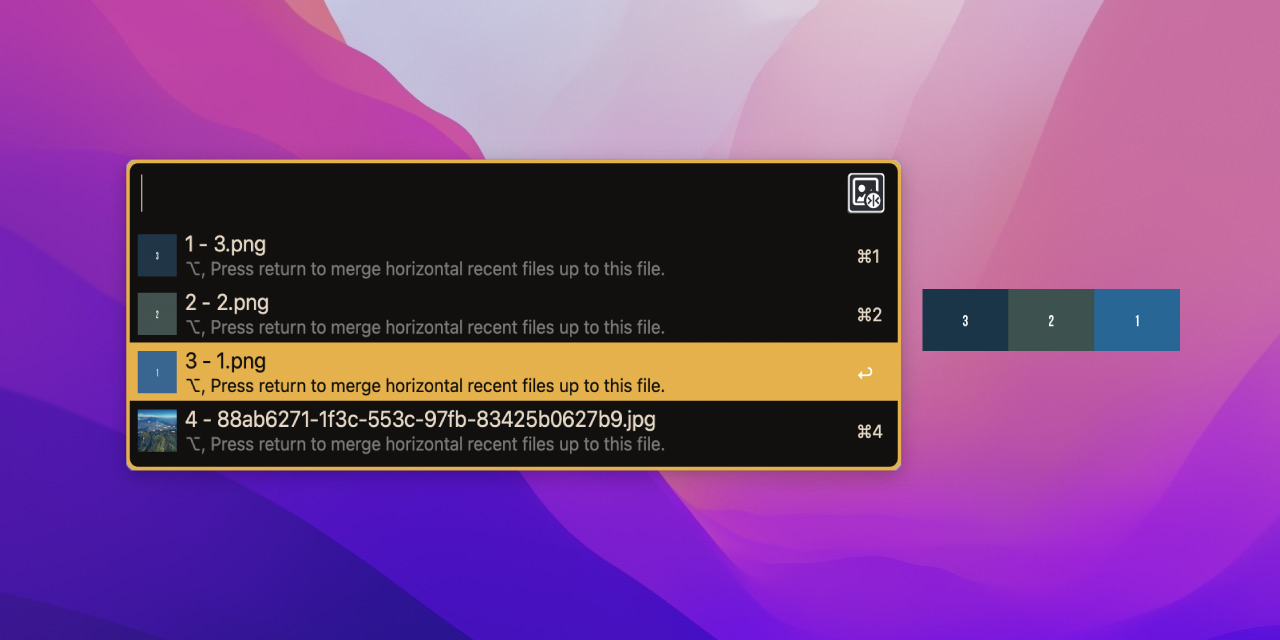 3
1 - 3.png
⌥, Press return to merge horizontal recent files up to this file.
⌘1
2
2 - 2.png
⌥, Press return to merge horizontal recent files up to this file.
⌘2
1
3 - 1.png
⌥, Press return to merge horizontal recent files up to this file.
↩
4 - 88ab6271-1f3c-553c-97fb-83425b0627b9.jpg
⌥, Press return to merge horizontal recent files up to this file.
⌘4
3 2 1